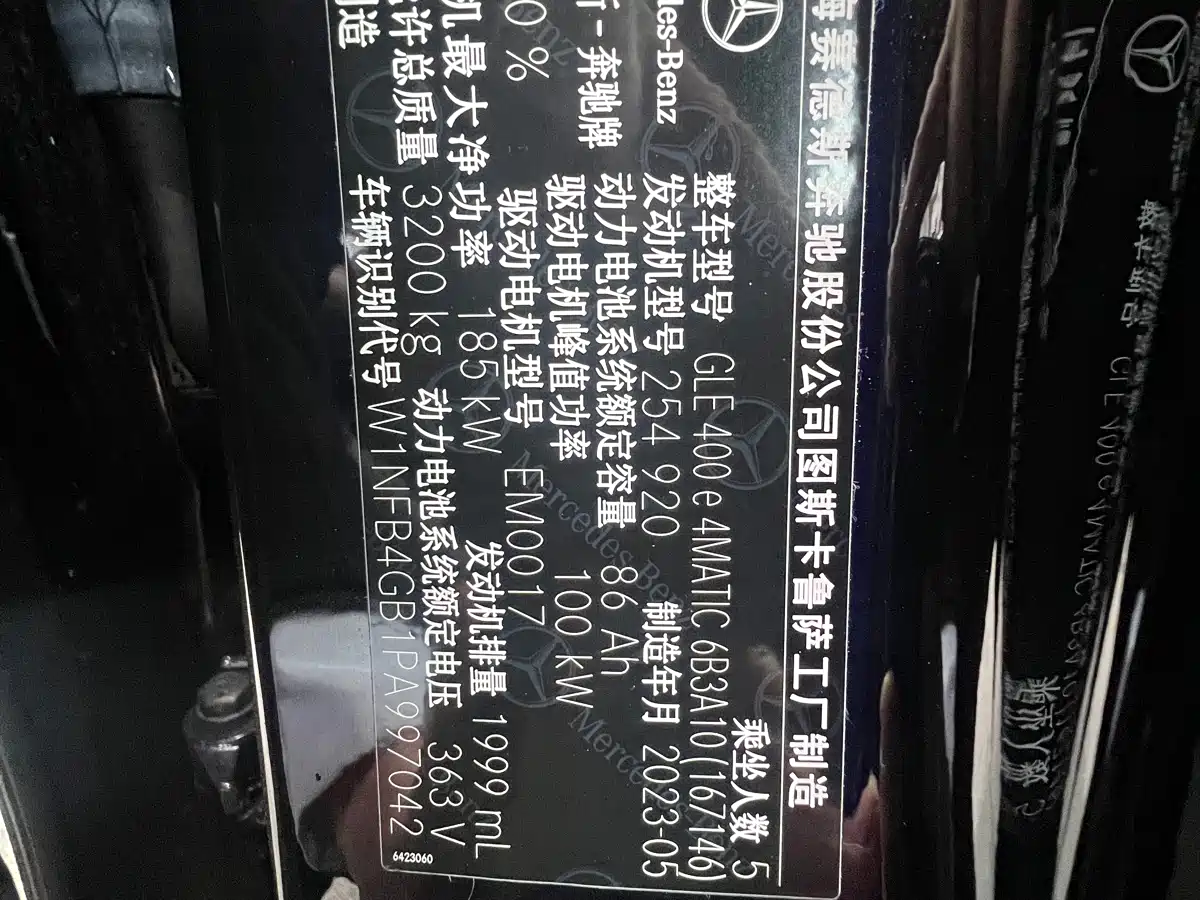 海赛德斯奔驰股份公司图斯卡鲁萨工厂制造
乘坐人数 5
整车型号 GLE 400 e 4MATIC 6B3A10(167146)
des-Benz 发动机型号 254 920 制造年月 2023-05
斯-奔驰牌 动力电池系统额定容量 86 Ah
驱动电机峰值功率 100 kW
0 % 驱动电机型号 EM0017
机最大净功率 185 kW 发动机排量 1999 mL
许总质量 3200 kg 动力电池系统额定电压 363 V
制造 车辆识别代号 W1NFB4GB1PA997042
6423060